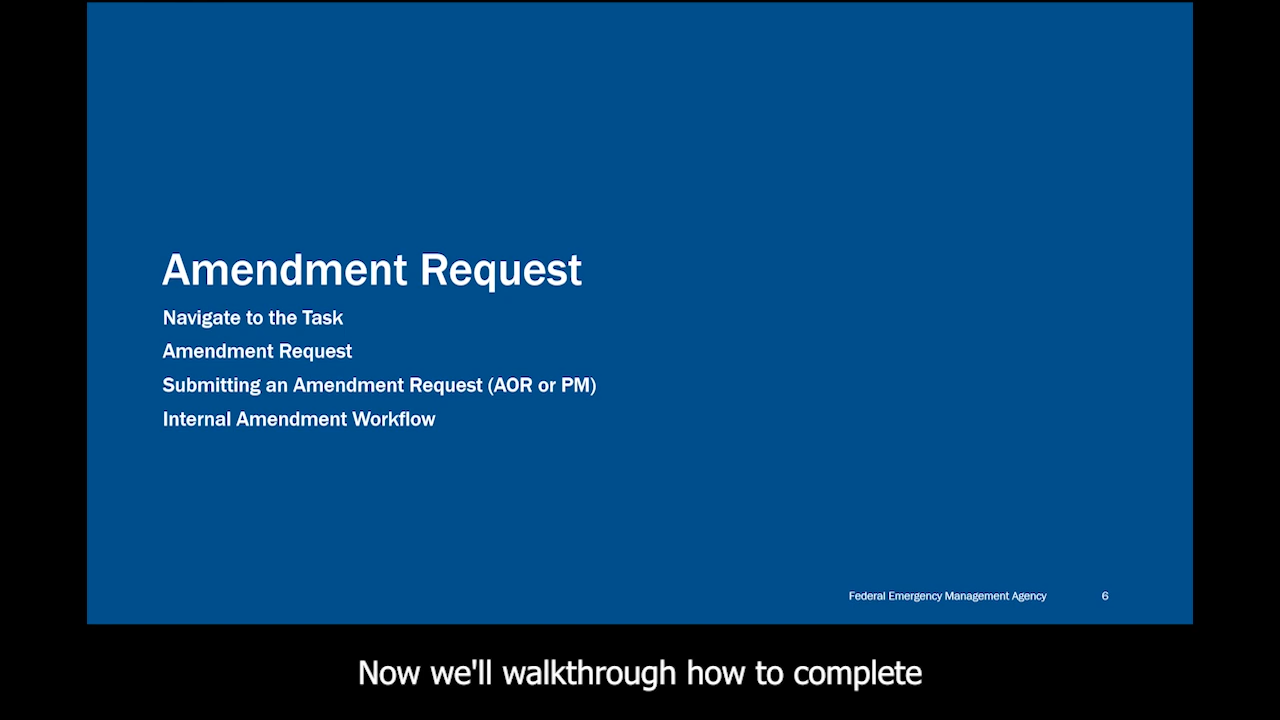 Amendment Request
Navigate to the Task
Amendment Request
Submitting an Amendment Request (AOR or PM)
Internal Amendment Workflow
Federal Emergency Management Agency 6
Now we'll walkthrough how to complete